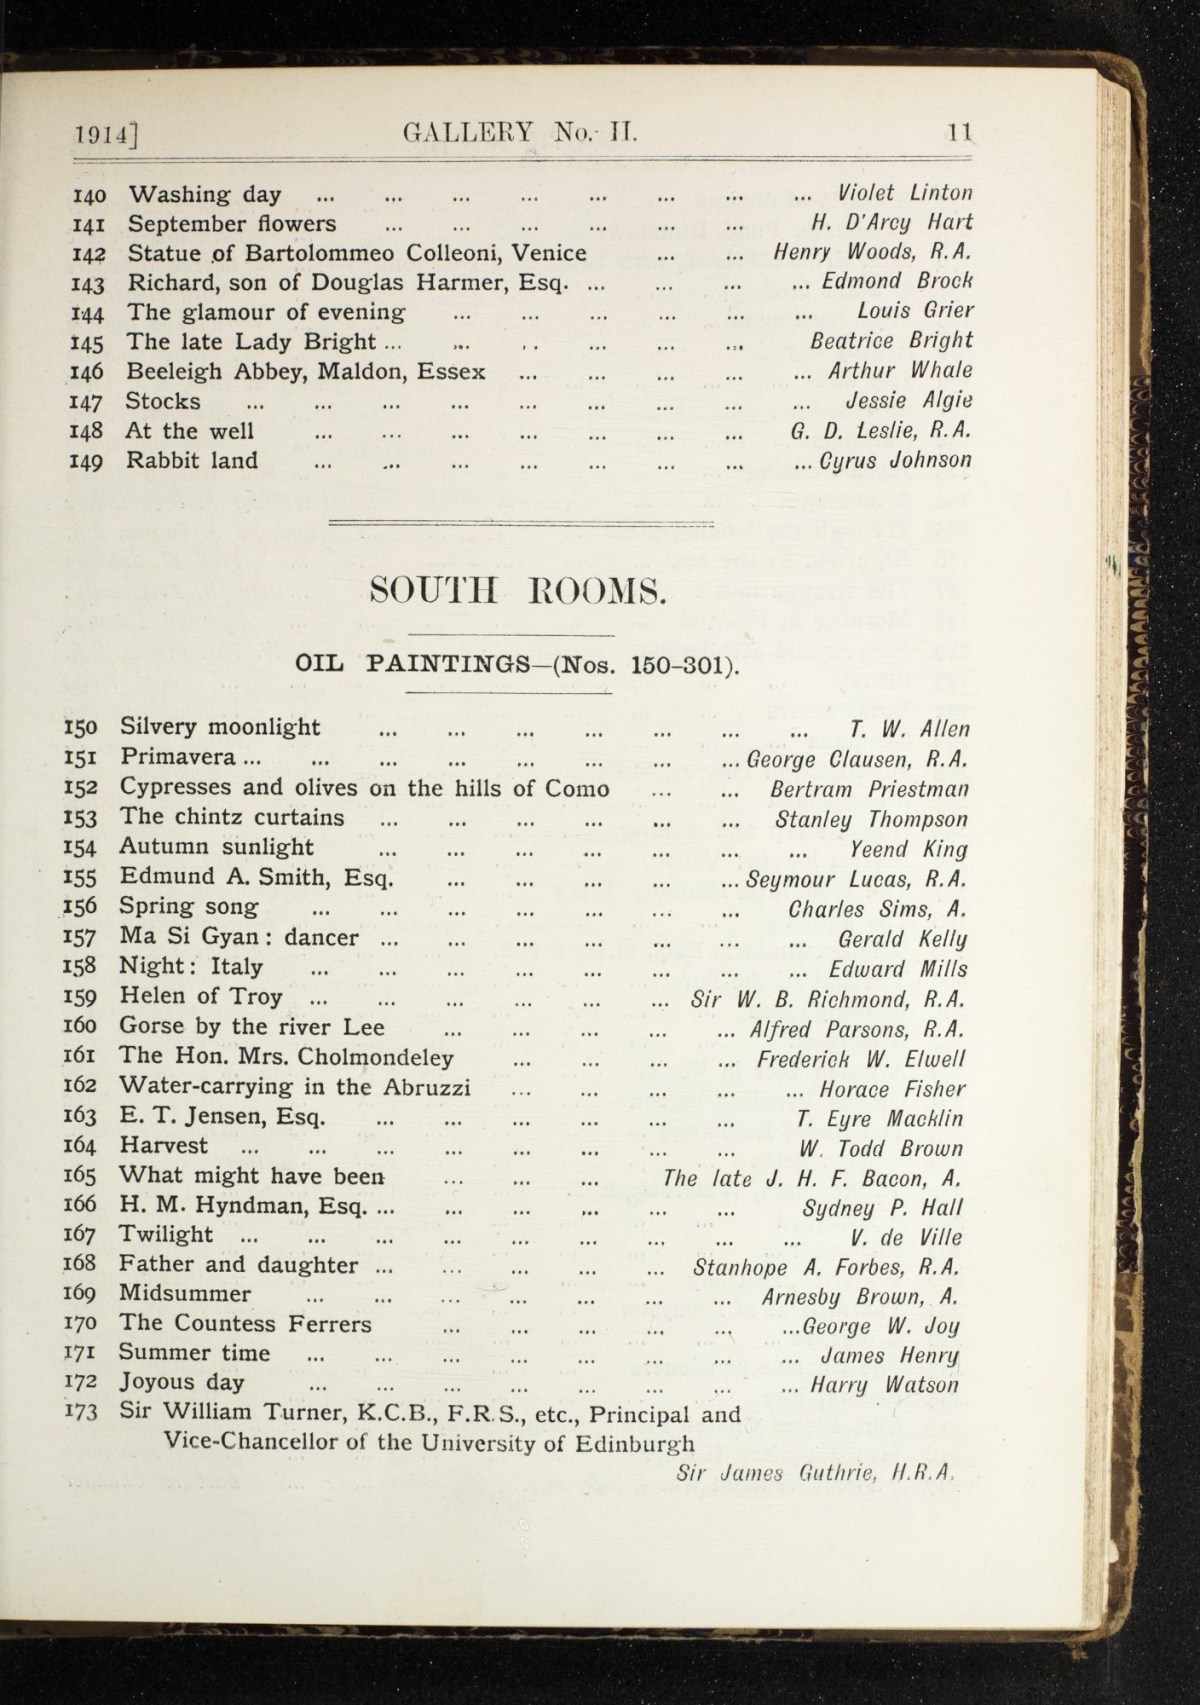 1914] GALLERY No. II. 11
140 Washing day ... ... ... ... ... ... ... ... Violet Linton
141 September flowers ... ... ... ... ... ... H. D'Arcy Hart
142 Statue of Bartolommeo Colleoni, Venice ... ... Henry Woods, R.A.
143 Richard, son of Douglas Harmer, Esq. ... ... ... ... Edmond Brock
144 The glamour of evening ... ... ... ... ... ... Louis Grier
145 The late Lady Bright ... ... ... ... ... ... Beatrice Bright
146 Beeleigh Abbey, Maldon, Essex ... ... ... ... ... Arthur Whale
147 Stocks ... ... ... ... ... ... ... ... ... Jessie Algie
148 At the well ... ... ... ... ... ... ... G. D. Leslie, R.A.
149 Rabbit land ... ... ... ... ... ... ... ... Cyrus Johnson
SOUTH ROOMS.
OIL PAINTINGS—(Nos. 150-301).
150 Silvery moonlight ... ... ... ... ... ... ... T. W. Allen
151 Primavera ... ... ... ... ... ... ... ... George Clausen, R.A.
152 Cypresses and olives on the hills of Como ... ... Bertram Priestman
153 The chintz curtains ... ... ... ... ... ... Stanley Thompson
154 Autumn sunlight ... ... ... ... ... ... ... Yeend King
155 Edmund A. Smith, Esq. ... ... ... ... ... Seymour Lucas, R.A.
156 Spring song ... ... ... ... ... ... ... Charles Sims, A.
157 Ma Si Gyan : dancer ... ... ... ... ... ... ... Gerald Kelly
158 Night : Italy ... ... ... ... ... ... ... ... Edward Mills
159 Helen of Troy ... ... ... ... ... ... Sir W. B. Richmond, R.A.
160 Gorse by the river Lee ... ... ... ... ... Alfred Parsons, R.A.
161 The Hon. Mrs. Cholmondeley ... ... ... ... Frederick W. Elwell
162 Water-carrying in the Abruzzi ... ... ... ... ... Horace Fisher
163 E. T. Jensen, Esq. ... ... ... ... ... ... T. Eyre Macklin
164 Harvest ... ... ... ... ... ... ... ... W. Todd Brown
165 What might have been ... ... ... The late J. H. F. Bacon, A.
166 H. M. Hyndman, Esq. ... ... ... ... ... ... Sydney P. Hall
167 Twilight ... ... ... ... ... ... ... ... ... V. de Ville
168 Father and daughter ... ... ... ... ... Stanhope A. Forbes, R.A.
169 Midsummer ... ... ... ... ... ... ... Arnesby Brown, A.
170 The Countess Ferrers ... ... ... ... ... ... George W. Joy
171 Summer time ... ... ... ... ... ... ... ... James Henry
172 Joyous day ... ... ... ... ... ... ... ... Harry Watson
173 Sir William Turner, K.C.B., F.R.S., etc., Principal and
Vice-Chancellor of the University of Edinburgh
Sir James Guthrie, H.R.A.